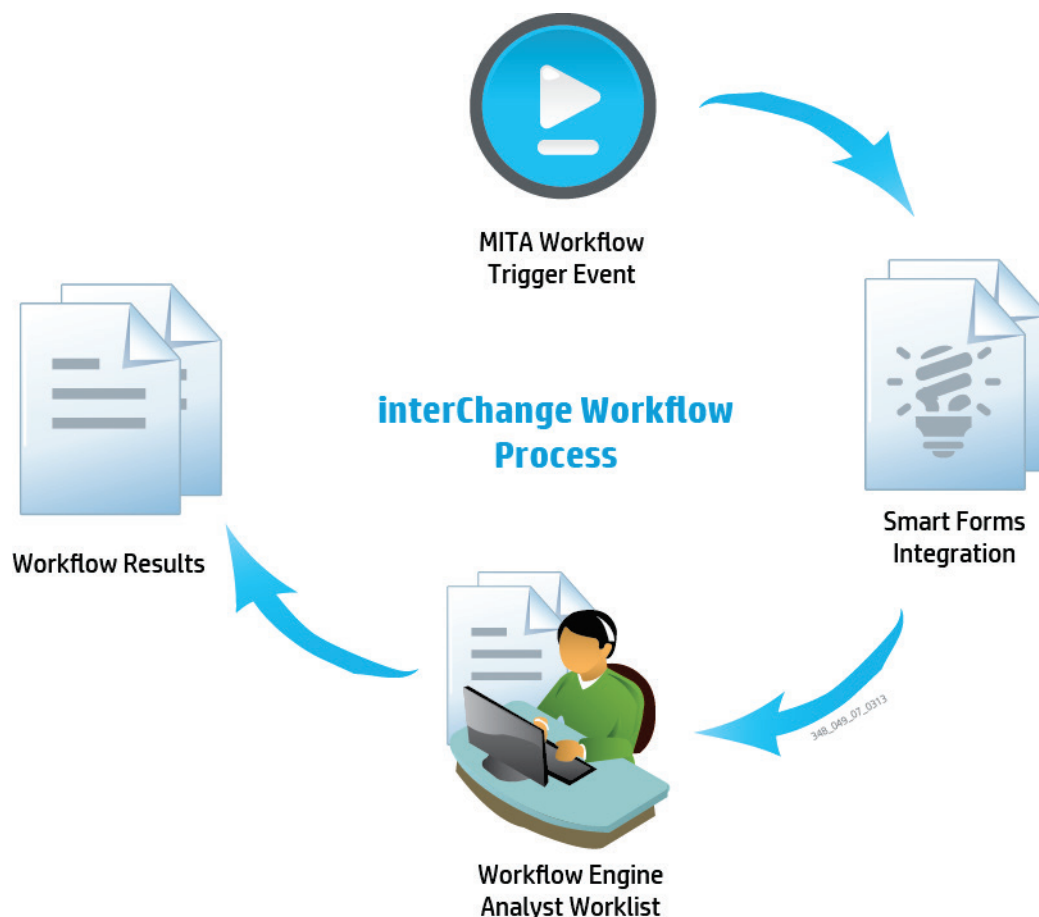 MITA Workflow
Trigger Event
interChange Workflow
Process
Smart Forms
Integration
Workflow Results
348_049_07_0313
Workflow Engine
Analyst Worklist